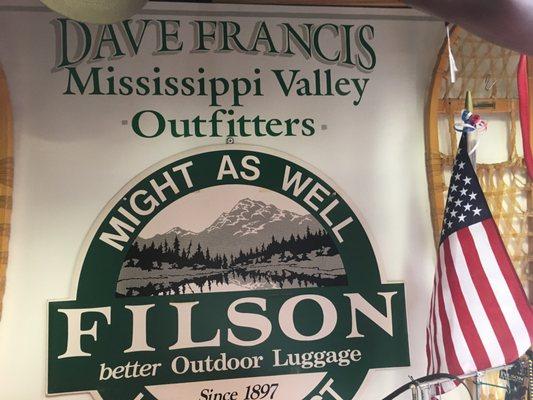 DAVE FRANCIS
Mississippi Valley
Outfitters
MIGHT AS WELL
FILSON
better Outdoor Luggage
Since 1897